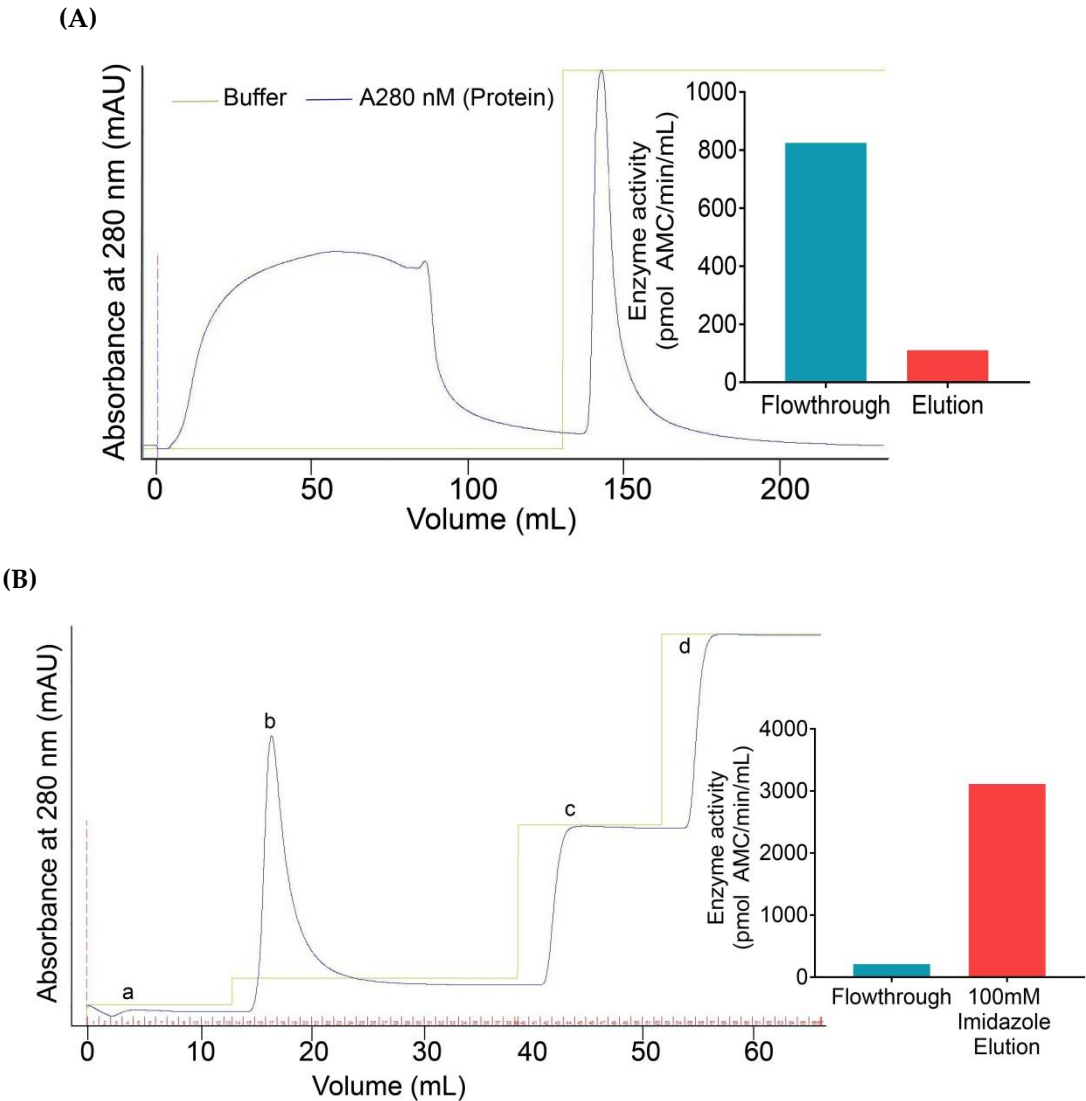 (A)
Absorbance at 280 nm (mAU)
Buffer
A280 nM (Protein)
0
50
100
150
200
Volume (mL)
Enzyme activity
(pmol AMC/min/mL)
1000
800
600
400
200
0
Flowthrough
Elution
(B)
Absorbance at 280 nm (mAU)
a
b
c
d
0
10
20
30
40
50
60
Volume (mL)
Enzyme activity
(pmol AMC/min/mL)
4000
3000
2000
1000
0
Flowthrough
100mM
Imidazole
Elution